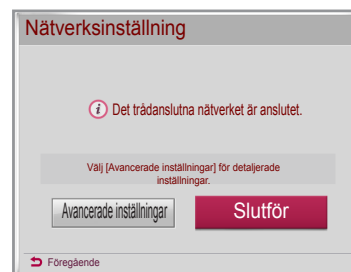 Nätverksinställning
Det trådanslutna nätverket är anslutet.
Välj [Avancerade inställningar] för detaljerade
inställningar.
Avancerade inställningar
Slutför
Föregående